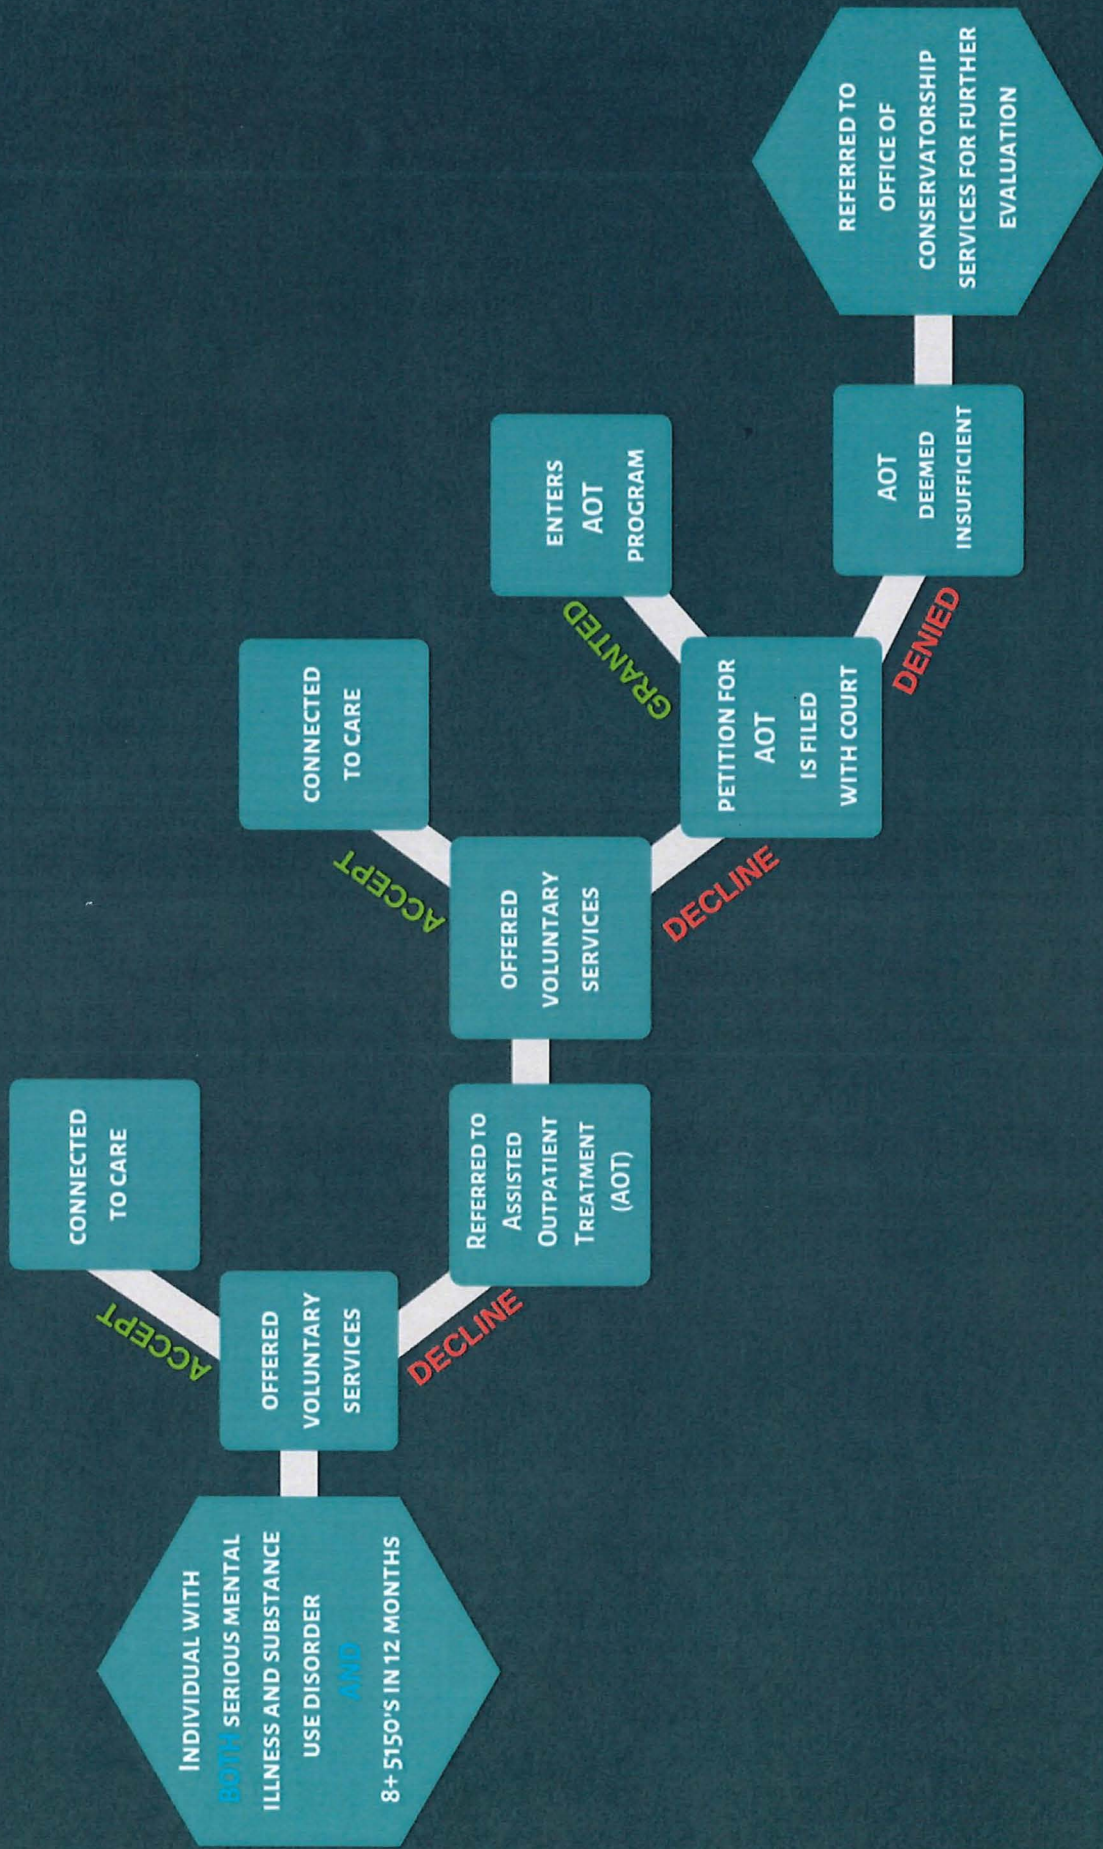 INDIVIDUAL WITH
BOTH SERIOUS MENTAL
ILLNESS AND SUBSTANCE
USE DISORDER
AND
8+ 5150'S IN 12 MONTHS
OFFERED
VOLUNTARY
SERVICES
ACCEPT
CONNECTED
TO CARE
DECLINE
REFERRED TO
ASSISTED
OUTPATIENT
TREATMENT
(AOT)
OFFERED
VOLUNTARY
SERVICES
ACCEPT
CONNECTED
TO CARE
DECLINE
PETITION FOR
AOT
IS FILED
WITH COURT
GRANTED
ENTERS
AOT
PROGRAM
DENIED
AOT
DEEMED
INSUFFICIENT
REFERRED TO
OFFICE OF
CONSERVATORSHIP
SERVICES FOR FURTHER
EVALUATION